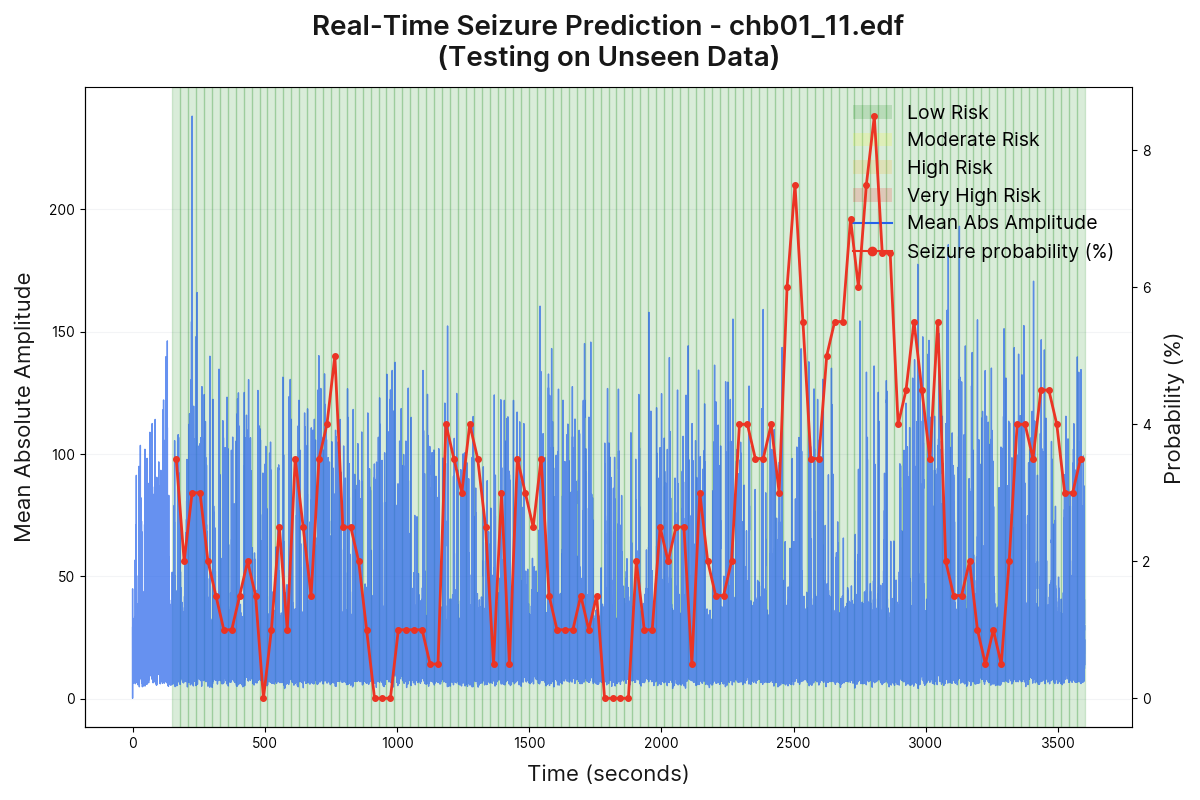 Real-Time Seizure Prediction - chb01_11.edf
(Testing on Unseen Data)
Low Risk
Moderate Risk
High Risk
Very High Risk
Mean Abs Amplitude
Seizure probability (%)
Mean Absolute Amplitude
200
150
100
50
0
Probability (%)
8
6
4
2
0
0 500 1000 1500 2000 2500 3000 3500
Time (seconds)